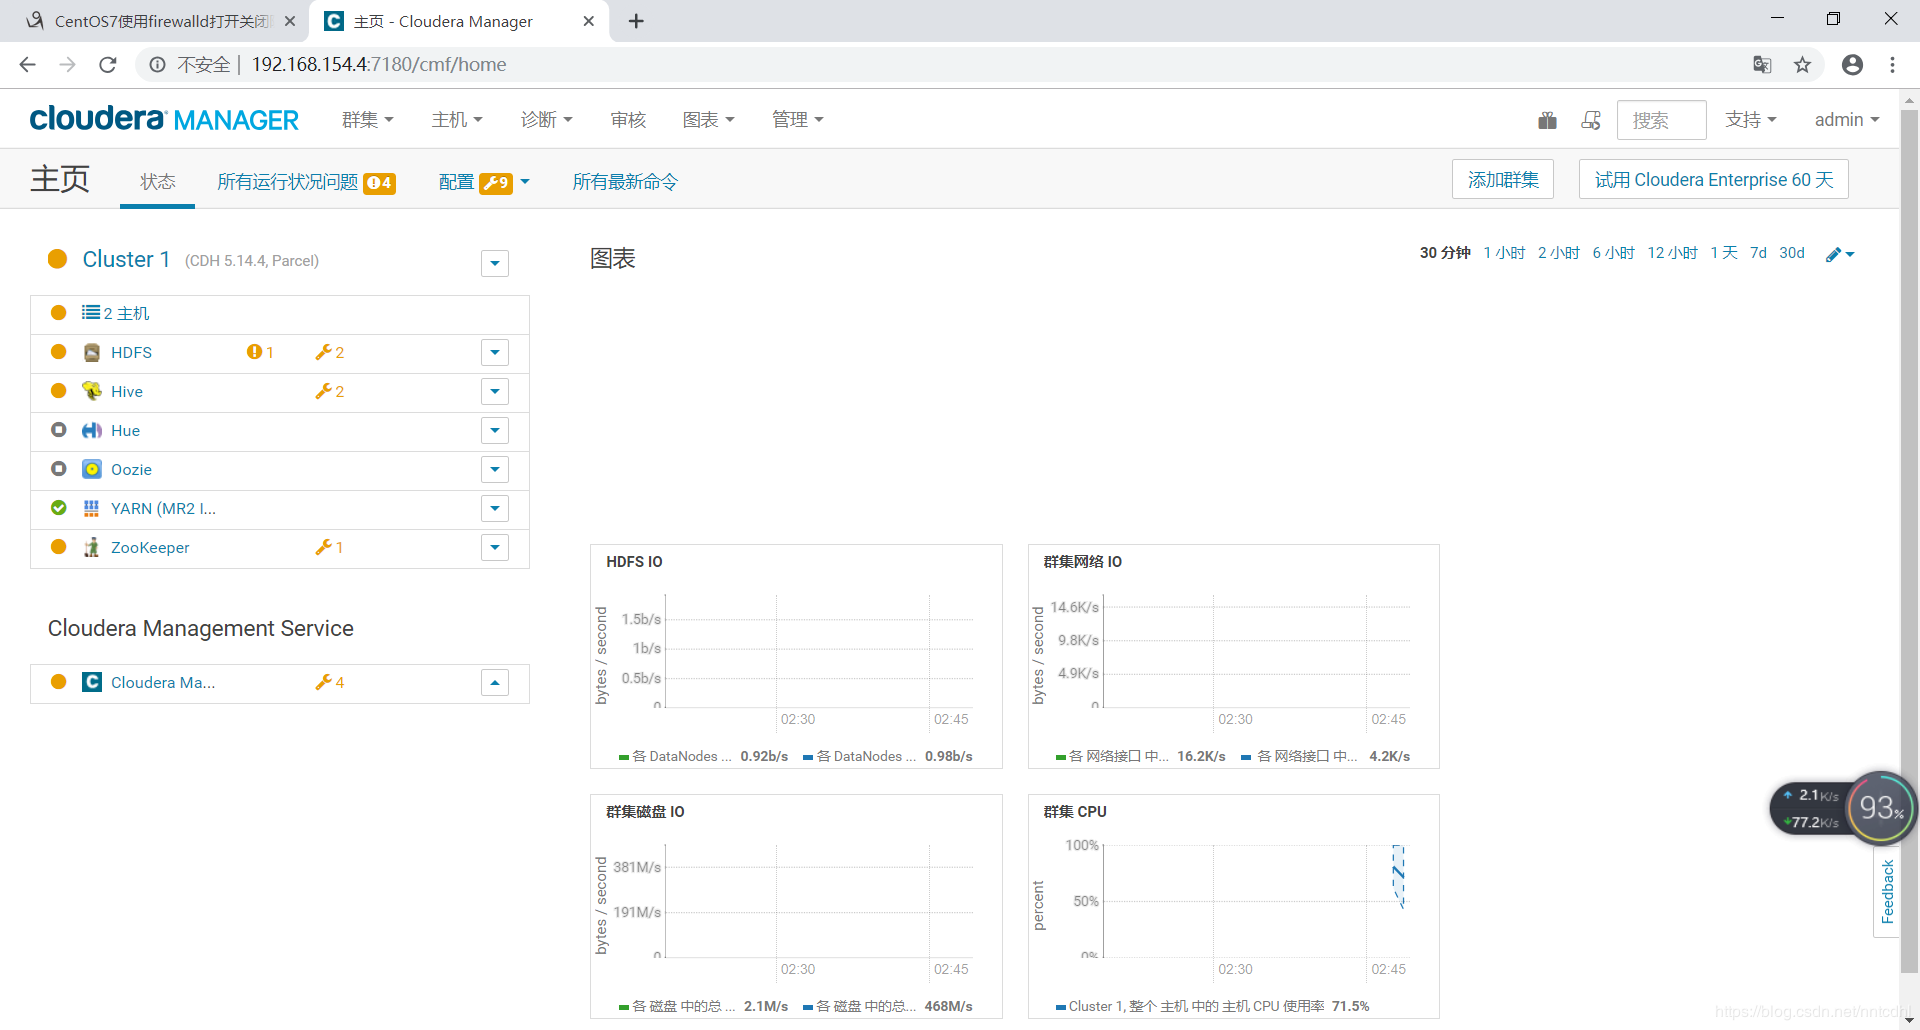 CentOS7使用firewalld打开关闭
主页 - Cloudera Manager
不安全 | 192.168.154.4:7180/cmf/home
cloudera MANAGER 群集 主机 诊断 审核 图表 管理 搜索 支持 admin
主页 状态 所有运行状况问题 4 配置 9 所有最新命令 添加群集 试用 Cloudera Enterprise 60 天
Cluster 1 (CDH 5.14.4, Parcel)
2 主机
HDFS 1 2
Hive 2
Hue
Oozie
YARN (MR2 I...
ZooKeeper 1
Cloudera Management Service
Cloudera Ma... 4
图表
30 分钟 1 小时 2 小时 6 小时 12 小时 1 天 7d 30d
HDFS IO
bytes / second
1.5b/s
1b/s
0.5b/s
0
02:30 02:45
各 DataNodes ... 0.92b/s 各 DataNodes ... 0.98b/s
群集网络 IO
bytes / second
14.6K/s
9.8K/s
4.9K/s
0
02:30 02:45
各 网络接口 中... 16.2K/s 各 网络接口 中... 4.2K/s
群集磁盘 IO
bytes / second
381M/s
191M/s
0
02:30 02:45
各 磁盘 中的总... 2.1M/s 各 磁盘 中的总... 468M/s
群集 CPU
percent
100%
50%
0%
02:30 02:45
Cluster 1, 整个 主机 中的 主机 CPU 使用率 71.5%
2.1K/s
77.2K/s
93%
Feedback